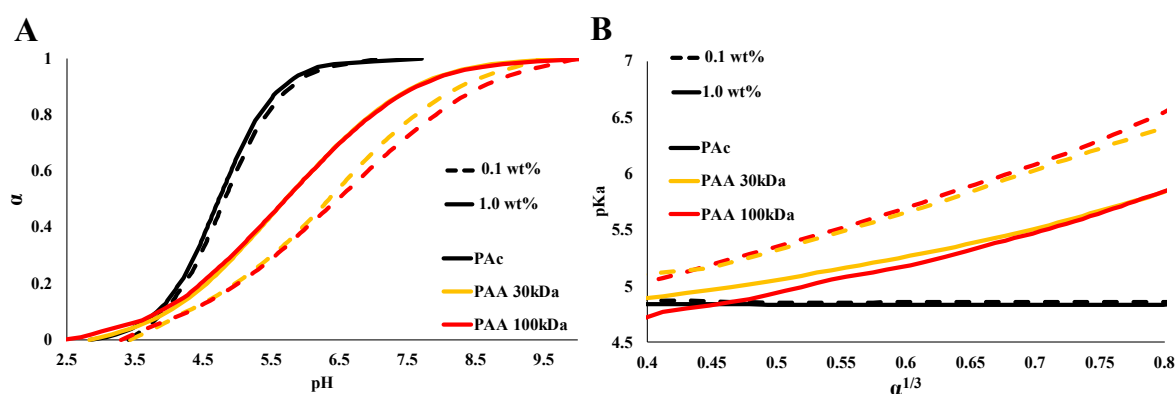 A
1
0.8
0.6
0.4
0.2
0
α
2.5 3.5 4.5 5.5 6.5 7.5 8.5 9.5
pH
0.1 wt%
1.0 wt%
PAc
PAA 30kDa
PAA 100kDa
B
7
6.5
6
5.5
5
4.5
pKa
0.4 0.45 0.5 0.55 0.6 0.65 0.7 0.75 0.8
α^1/3
0.1 wt%
1.0 wt%
PAc
PAA 30kDa
PAA 100kDa